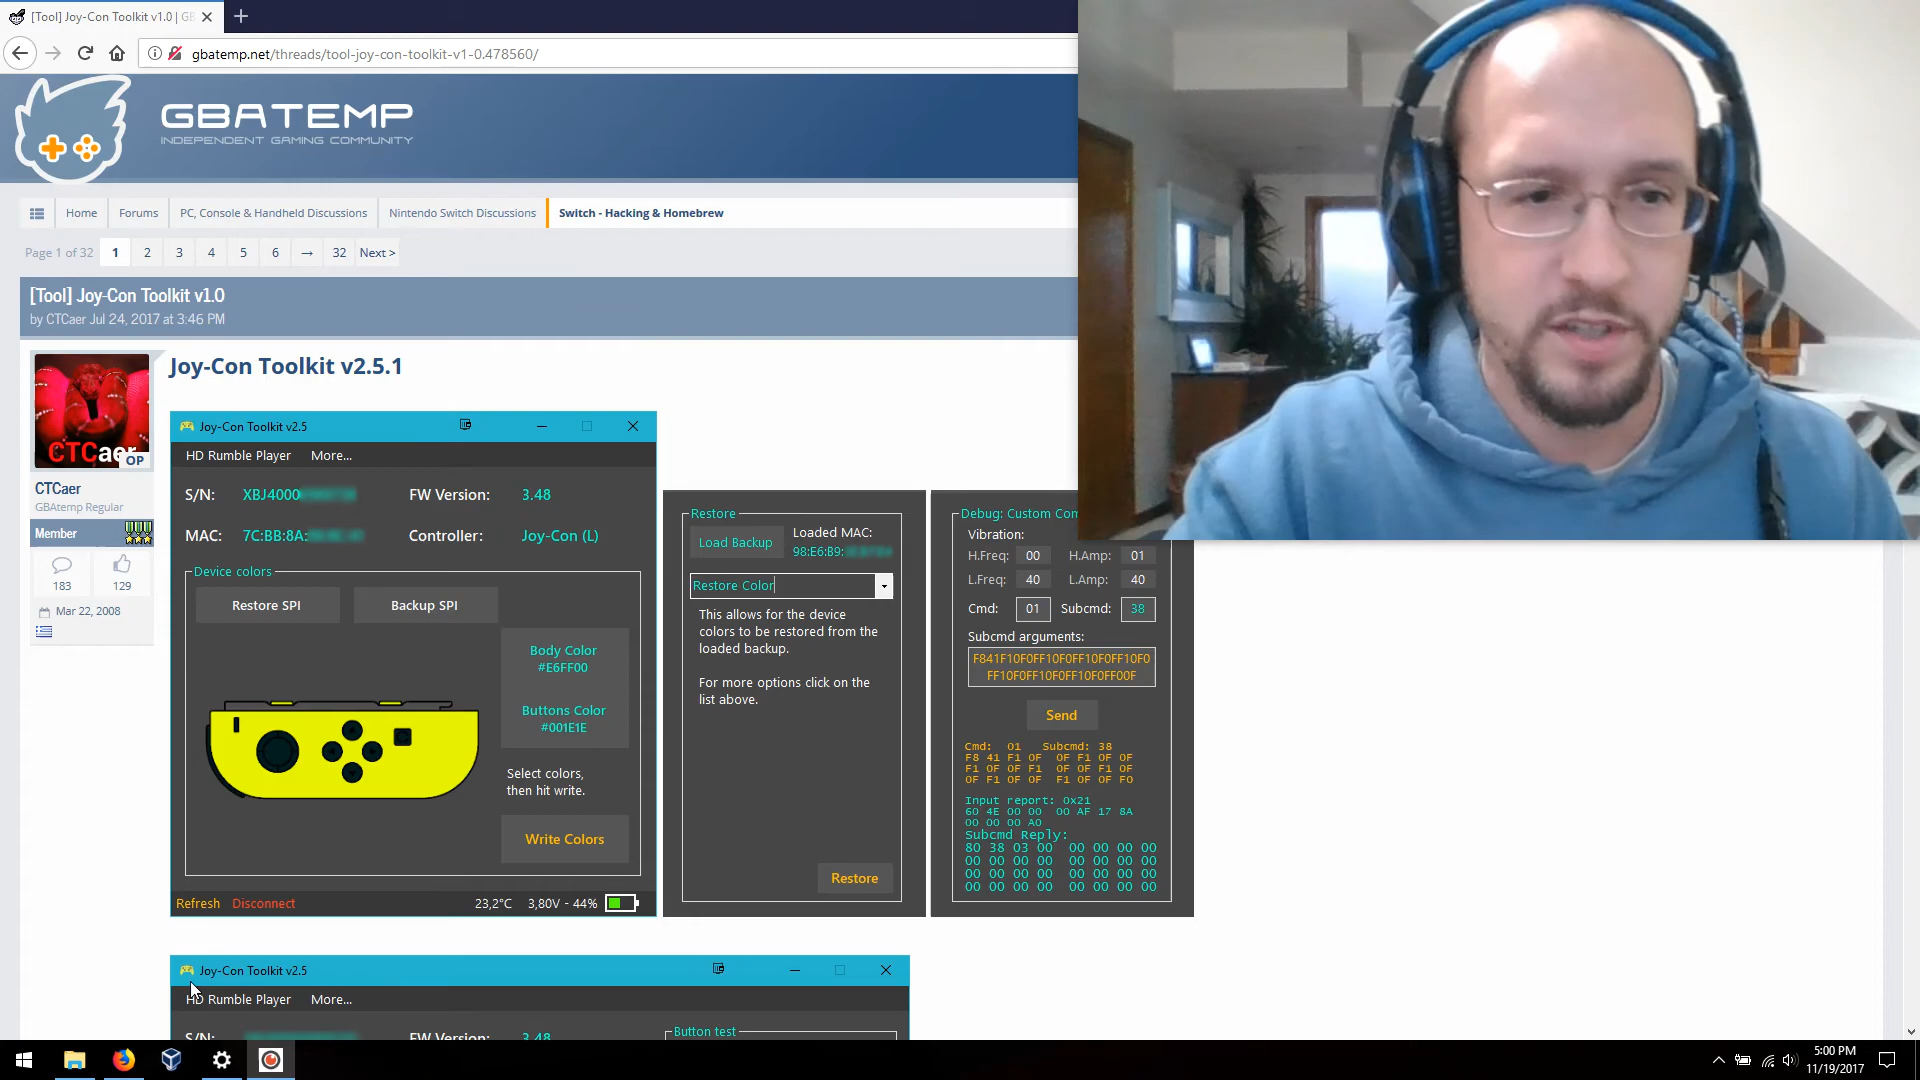 [Tool] Joy-Con Toolkit v1.0 | GB
gbatemp.net/threads/tool-joy-con-toolkit-v1-0.478560/
GBATEMP
INDEPENDENT GAMING COMMUNITY
Home Forums PC, Console & Handheld Discussions Nintendo Switch Discussions Switch - Hacking & Homebrew
Page 1 of 32 1 2 3 4 5 6 → 32 Next >
[Tool] Joy-Con Toolkit v1.0
by CTCaer Jul 24, 2017 at 3:46 PM
CTCaer
OP
CTCaer
GBAtemp Regular
Member
183 129
Mar 22, 2008
Joy-Con Toolkit v2.5.1
Joy-Con Toolkit v2.5
HD Rumble Player More...
S/N: XBJ4000 FW Version: 3.48
MAC: 7C:BB:8A: Controller: Joy-Con (L)
Device colors
Restore SPI Backup SPI
Body Color
#E6FF00
Buttons Color
#001E1E
Select colors,
then hit write.
Write Colors
Refresh Disconnect 23,2°C 3,80V - 44%
Restore
Load Backup
Loaded MAC:
98:E6:B9:
Restore Color
This allows for the device
colors to be restored from the
loaded backup.
For more options click on the
list above.
Restore
Debug: Custom Com
Vibration:
H.Freq: 00 H.Amp: 01
L.Freq: 40 L.Amp: 40
Cmd: 01 Subcmd: 38
Subcmd arguments:
F841F10F0FF10F0FF10F0FF10F0
FF10F0FF10F0FF10F0FF00F
Send
Cmd: 01 Subcmd: 38
F8 41 F1 0F 0F F1 0F 0F
F1 0F 0F F1 0F 0F F1 0F
0F F1 0F 0F F1 0F 0F F0
Input report: 0x21
60 4E 00 00 00 AF 17 8A
00 00 00 A0
Subcmd Reply:
80 38 03 00 00 00 00 00
00 00 00 00 00 00 00 00
00 00 00 00 00 00 00 00
00 00 00 00 00 00 00 00
Joy-Con Toolkit v2.5
HD Rumble Player More...
S/N: FW Version: 3.48
Button test
5:00 PM
11/19/2017